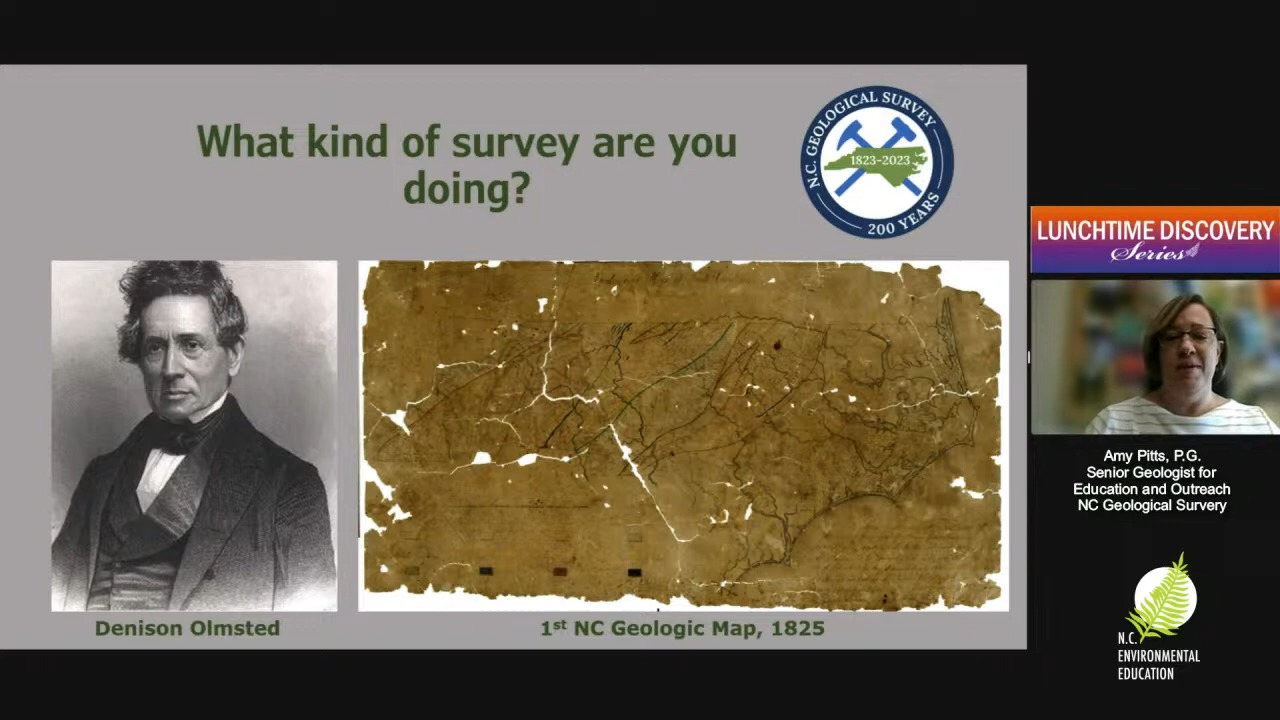 What kind of survey are you
doing?
N.C. GEOLOGICAL SURVEY
1823-2023
200 YEARS
Denison Olmsted
1st NC Geologic Map, 1825
LUNCHTIME DISCOVERY
Series
Amy Pitts, P.G.
Senior Geologist for
Education and Outreach
NC Geological Survery
N.C.
ENVIRONMENTAL
EDUCATION